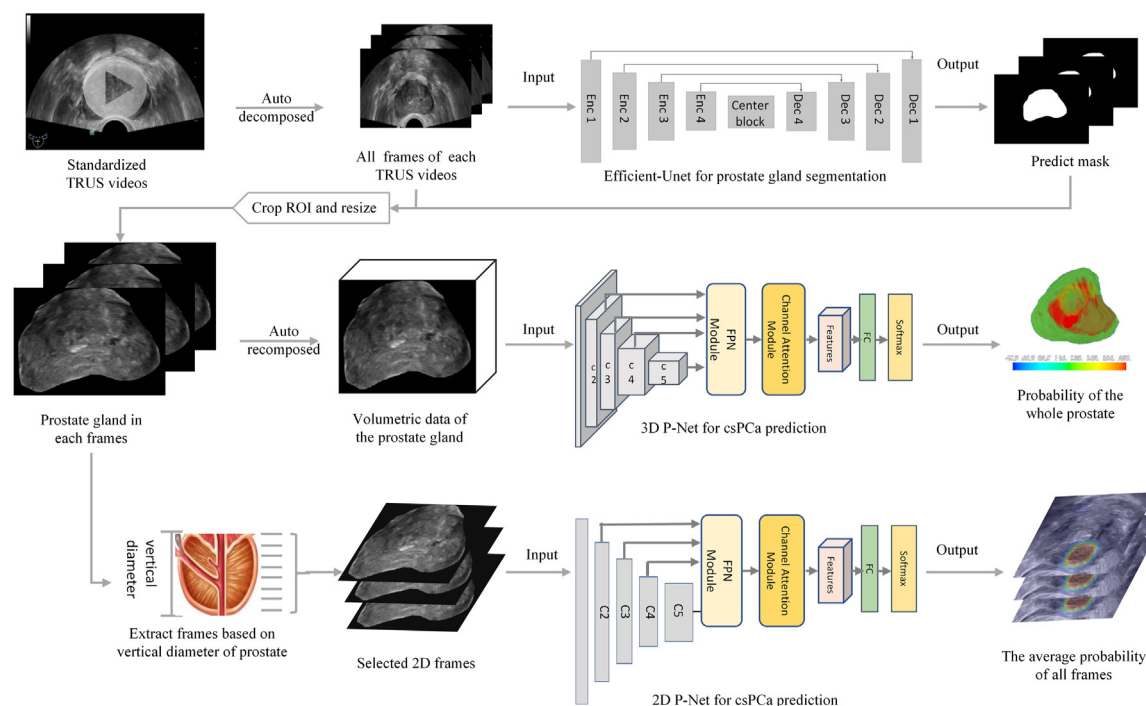 Auto
decomposed
Input
Enc 1
Enc 2
Enc 3
Enc 4
Center
block
Dec 4
Dec 3
Dec 2
Dec 1
Output
Standardized
TRUS videos
All frames of each
TRUS videos
Efficient-Unet for prostate gland segmentation
Predict mask
Crop ROI and resize
Auto
recomposed
Input
c2
c3
c4
c5
FPN
Module
Channel Attention
Module
Features
FC
Softmax
Output
Prostate gland in
each frames
Volumetric data of
the prostate gland
3D P-Net for csPCa prediction
Probability of the
whole prostate
vertical
diameter
Input
C2
C3
C4
C5
FPN
Module
Channel Attention
Module
Features
FC
Softmax
Output
Extract frames based on
vertical diameter of prostate
Selected 2D frames
2D P-Net for csPCa prediction
The average probability
of all frames